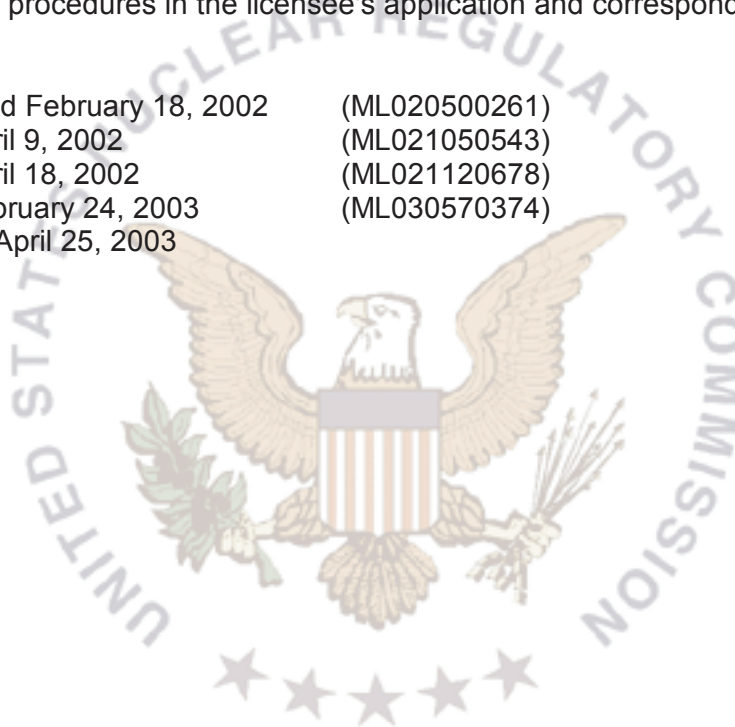 procedures in the licensee's application and correspond
d February 18, 2002 (ML020500261)
ril 9, 2002 (ML021050543)
ril 18, 2002 (ML021120678)
bruary 24, 2003 (ML030570374)
April 25, 2003
UNITED STATES NUCLEAR REGULATORY COMMISSION